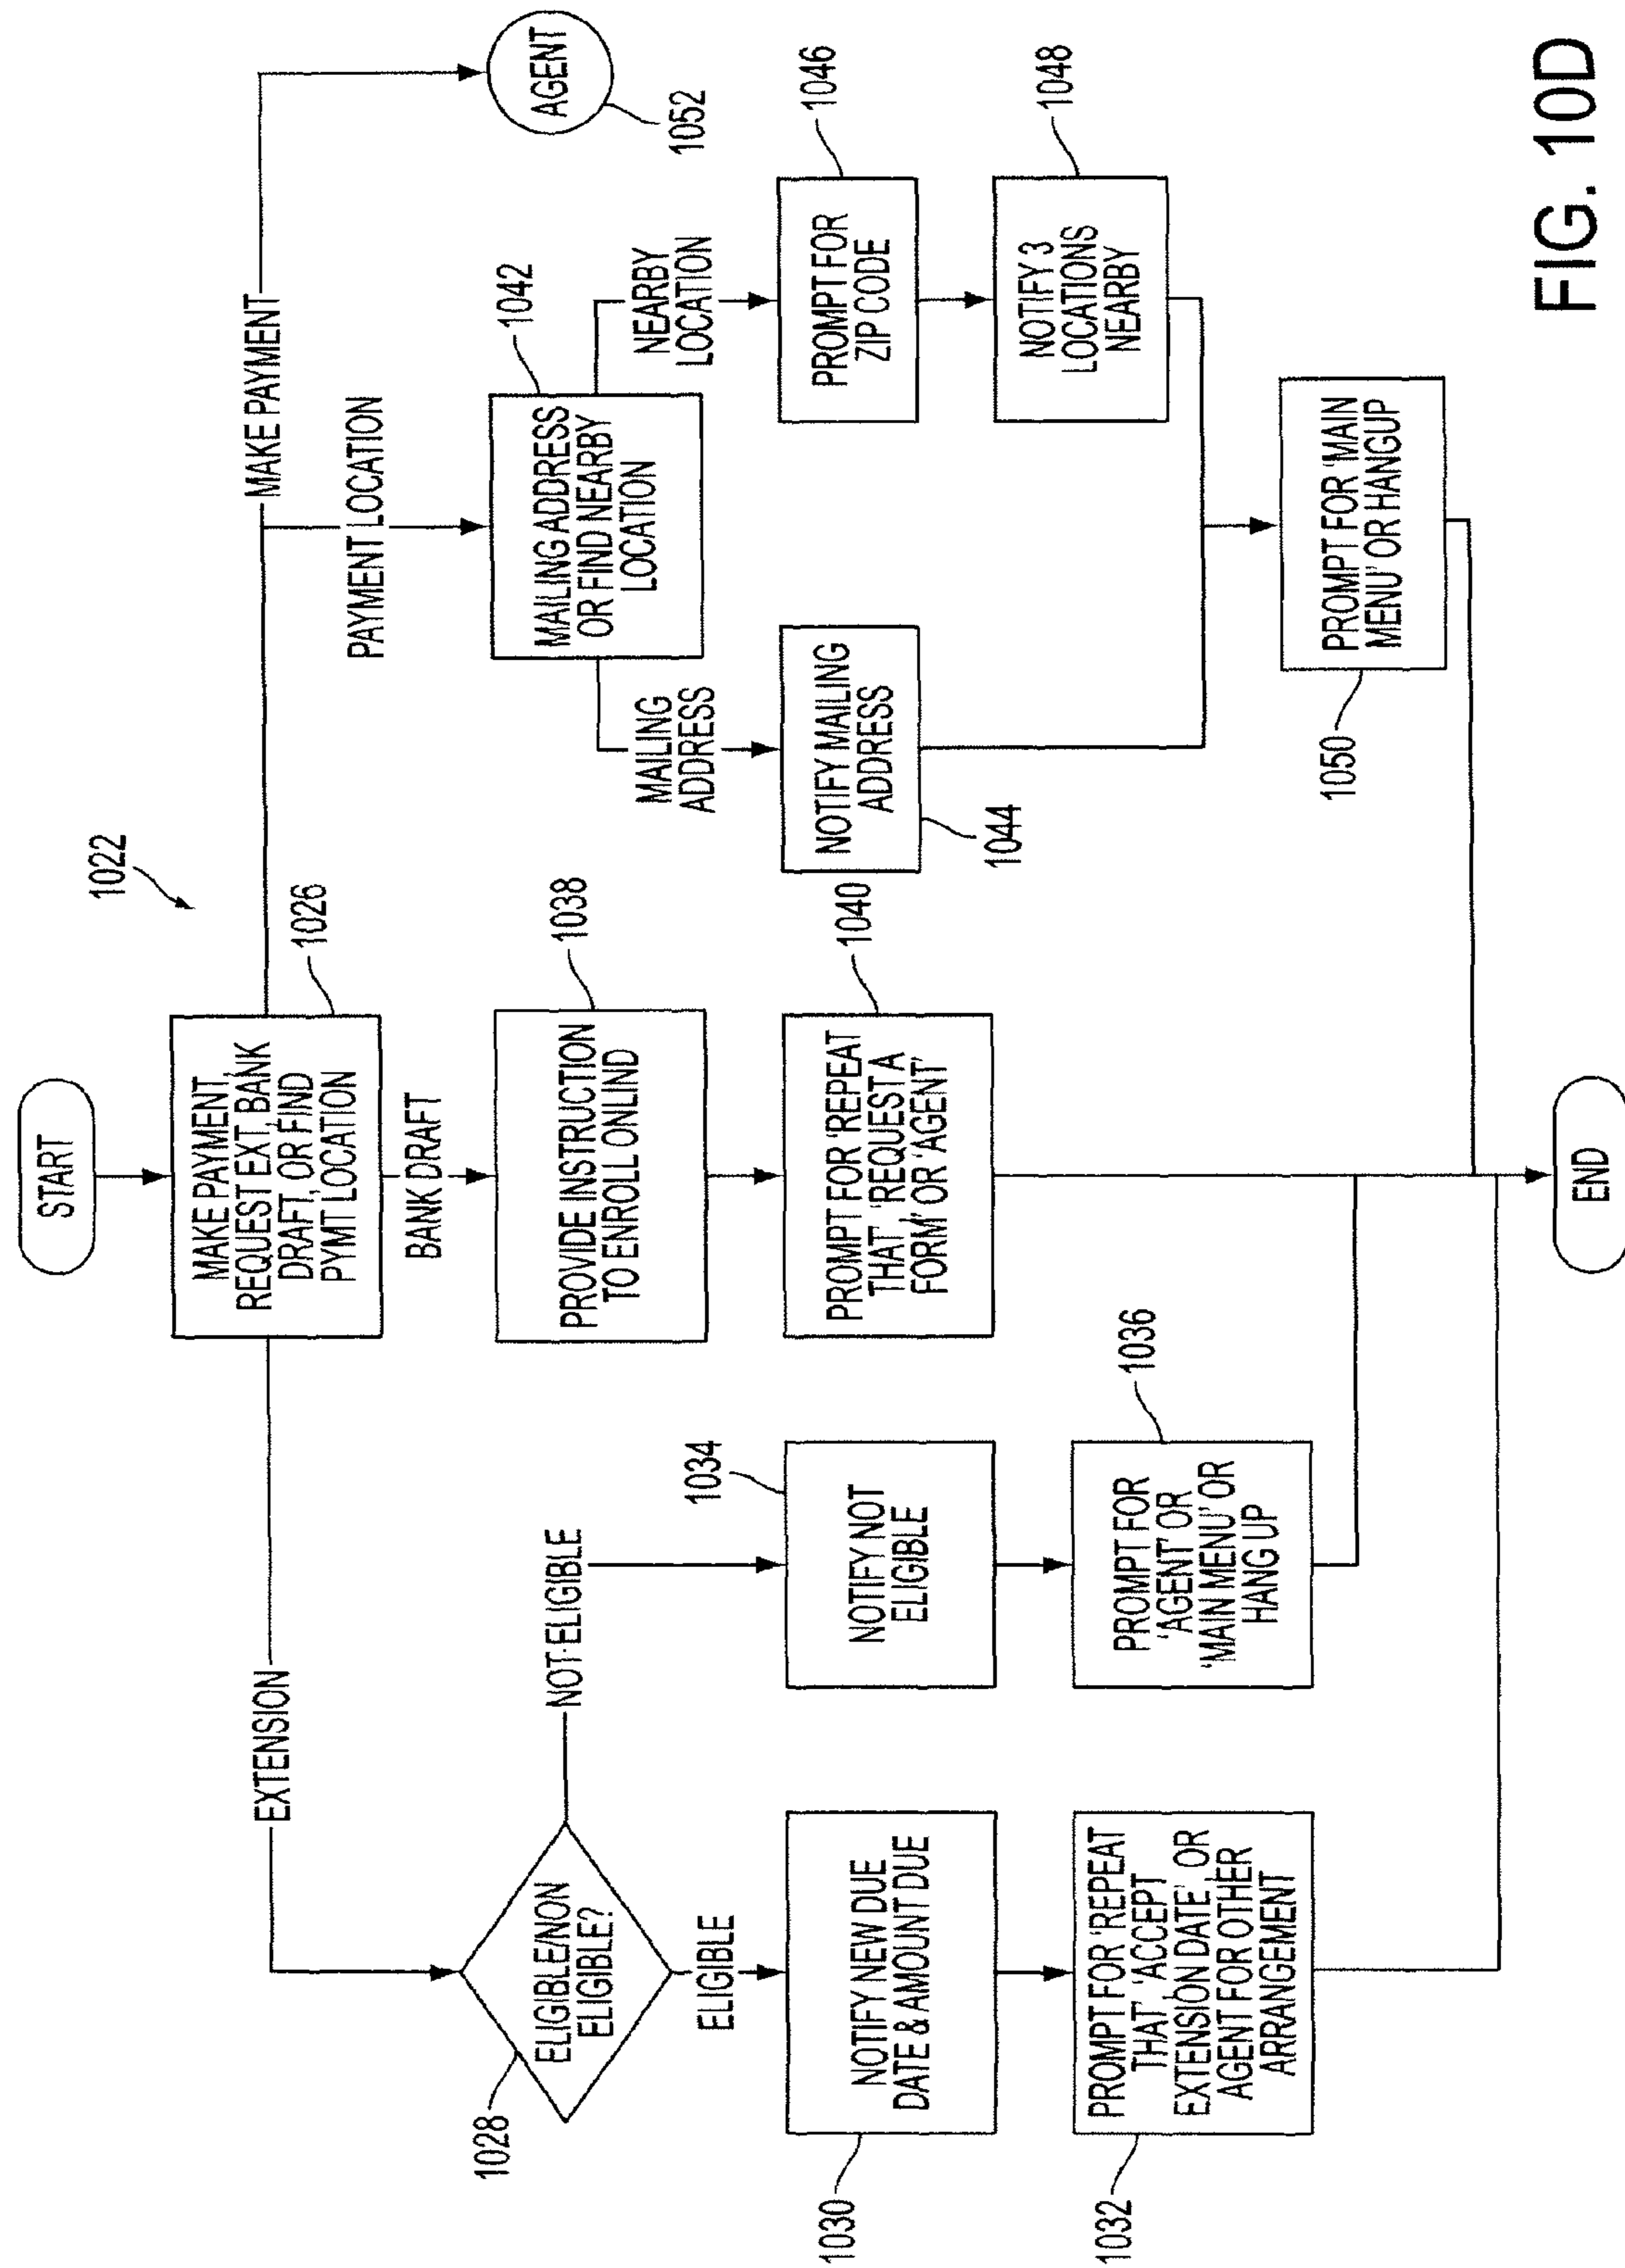 START
1022
MAKE PAYMENT,
REQUEST EXT, BANK
DRAFT, OR FIND
PYMT LOCATION
1026
EXTENSION
BANK DRAFT
MAKE PAYMENT
PAYMENT LOCATION
AGENT
1052
ELIGIBLE/NON
ELIGIBLE?
1028
NOT-ELIGIBLE
ELIGIBLE
PROVIDE INSTRUCTION
TO ENROLL ONLIND
1038
MAILING ADDRESS
OR FIND NEARBY
LOCATION
1042
MAILING
ADDRESS
NEARBY
LOCATION
NOTIFY NEW DUE
DATE & AMOUNT DUE
1030
NOTIFY NOT
ELIGIBLE
1034
PROMPT FOR 'REPEAT
THAT', 'REQUEST A
FORM' OR 'AGENT'
1040
NOTIFY MAILING
ADDRESS
1044
PROMPT FOR
ZIP CODE
1046
NOTIFY 3
LOCATIONS
NEARBY
1048
PROMPT FOR 'REPEAT
THAT', 'ACCEPT
EXTENSION DATE', OR
AGENT FOR OTHER
ARRANGEMENT
1032
PROMPT FOR
'AGENT' OR
'MAIN MENU' OR
HANG UP
1036
PROMPT FOR 'MAIN
MENU' OR HANGUP
1050
END
FIG. 10D